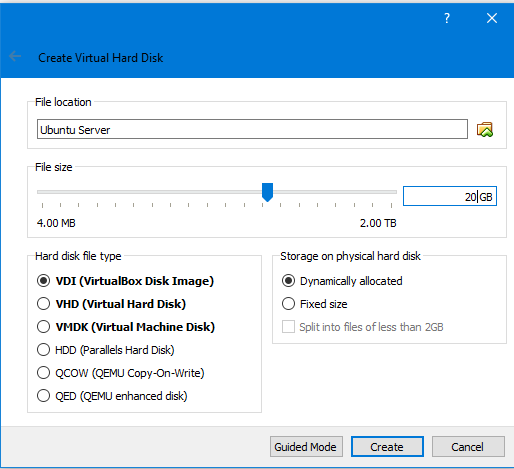 ?
Create Virtual Hard Disk
File location
Ubuntu Server
File size
20 GB
4.00 MB 2.00 TB
Hard disk file type
VDI (VirtualBox Disk Image)
VHD (Virtual Hard Disk)
VMDK (Virtual Machine Disk)
HDD (Parallels Hard Disk)
QCOW (QEMU Copy-On-Write)
QED (QEMU enhanced disk)
Storage on physical hard disk
Dynamically allocated
Fixed size
Split into files of less than 2GB
Guided Mode Create Cancel